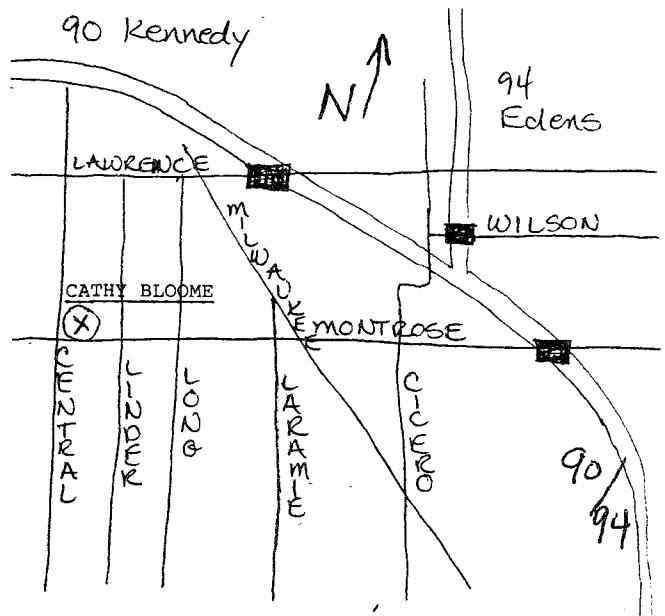 90 Kennedy
N
94
Edens
LAWRENCE
MILWAUKEE
WILSON
CATHY BLOOME
X
MONTROSE
CENTRAL
LINDER
LONG
LARAMIE
CICERO
90
94